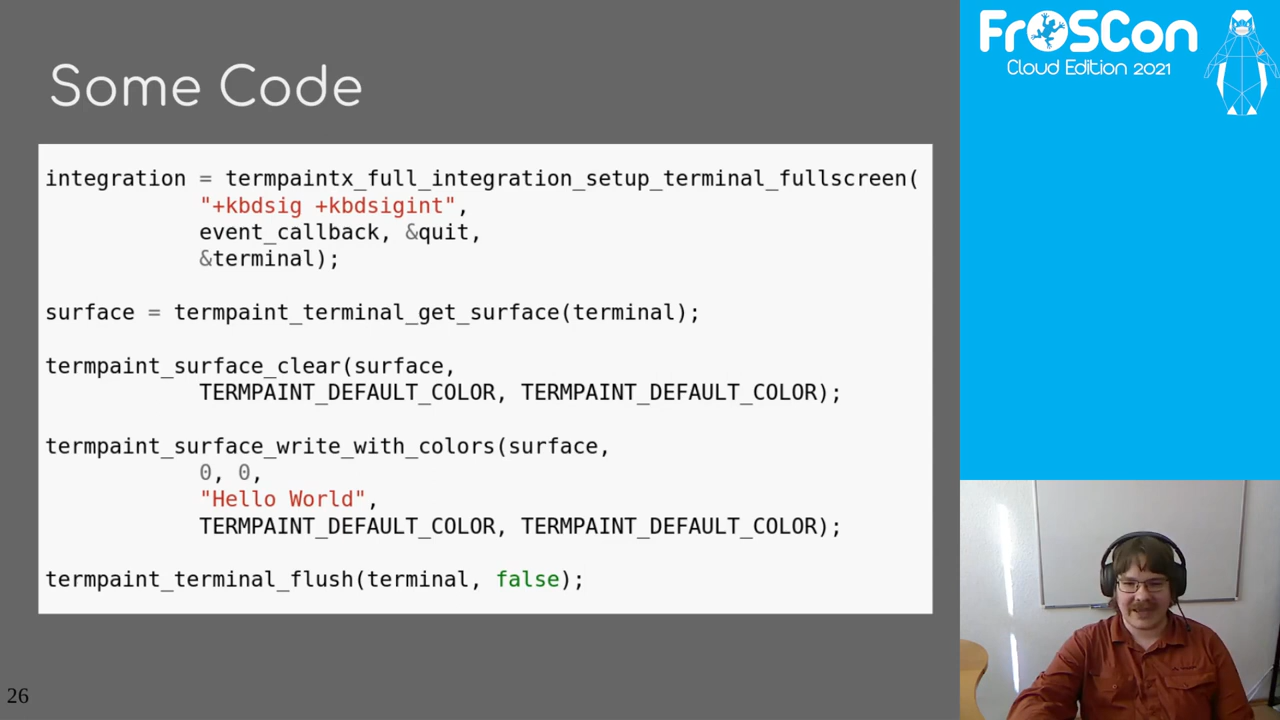 Some Code
integration = termpaintx_full_integration_setup_terminal_fullscreen(
"+kbdsig +kbdsigint",
event_callback, &quit,
&terminal);
surface = termpaint_terminal_get_surface(terminal);
termpaint_surface_clear(surface,
TERMPAINT_DEFAULT_COLOR, TERMPAINT_DEFAULT_COLOR);
termpaint_surface_write_with_colors(surface,
0, 0,
"Hello World",
TERMPAINT_DEFAULT_COLOR, TERMPAINT_DEFAULT_COLOR);
termpaint_terminal_flush(terminal, false);
26
FrOSCon
Cloud Edition 2021